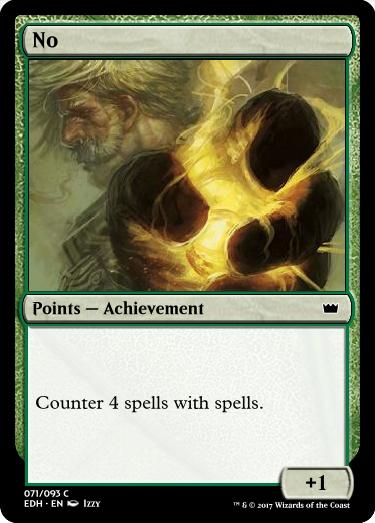 No
Points — Achievement
Counter 4 spells with spells.
+1
071/093 C
EDH • EN Izzy
™ & © 2017 Wizards of the Coast